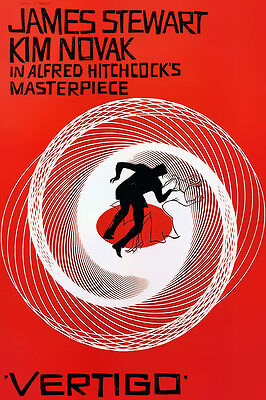 JAMES STEWART
KIM NOVAK
IN ALFRED HITCHCOCK'S
MASTERPIECE
'VERTIGO'